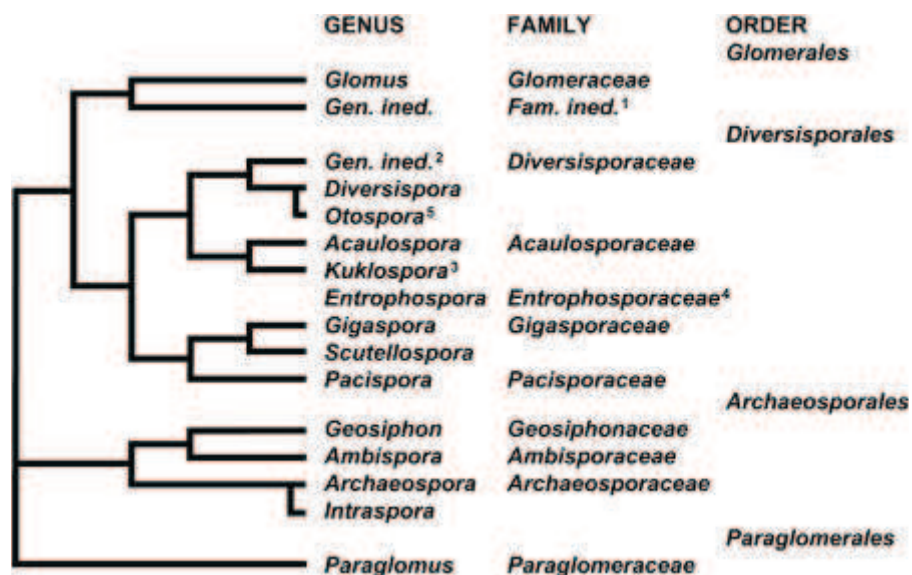 GENUS FAMILY ORDER
Glomerales
Glomus Glomeraceae
Gen. ined. Fam. ined.¹
Diversisporales
Gen. ined.² Diversisporaceae
Diversispora
Otospora⁵
Acaulospora Acaulosporaceae
Kuklospora³
Entrophospora Entrophosporaceae⁴
Gigaspora Gigasporaceae
Scutellospora
Pacispora Pacisporaceae
Archaeosporales
Geosiphon Geosiphonaceae
Ambispora Ambisporaceae
Archaeospora Archaeosporaceae
Intraspora
Paraglomerales
Paraglomus Paraglomeraceae